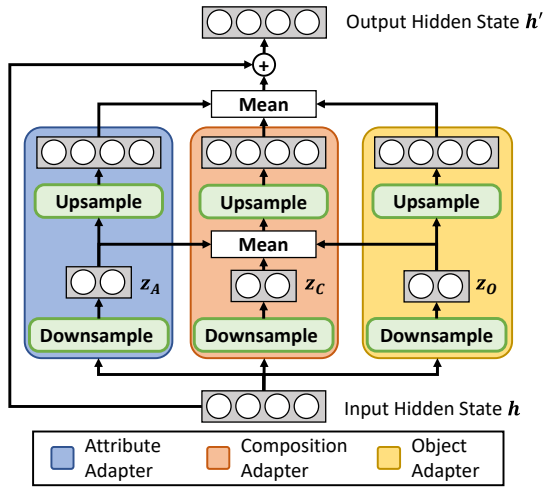 Output Hidden State h′
+
Mean
Upsample Upsample Upsample
Mean
z_A z_C z_O
Downsample Downsample Downsample
Input Hidden State h
Attribute Adapter
Composition Adapter
Object Adapter